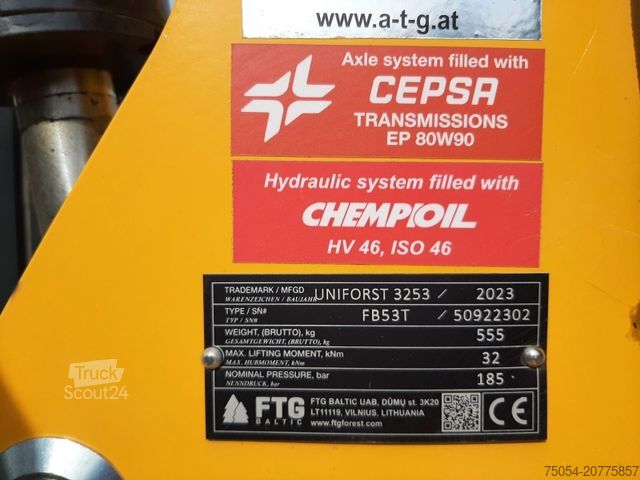 www.a-t-g.at
Axle system filled with
CEPSA
TRANSMISSIONS
EP 80W90
Hydraulic system filled with
CHEMPIOIL
HV 46, ISO 46
TRADEMARK / MFGD UNIFORST 3253 / 2023
WARENZEICHEN / BAUJAHR
TYPE / SN# FB53T / 50922302
TYP / SN#
WEIGHT, (BRUTTO), kg 555
GESAMTGEWICHT, (BRUTTO), kg
MAX. LIFTING MOMENT, kNm 32
MAX. HUBMOMENT, kNm
NOMINAL PRESSURE, bar 185
NENNDRUCK, bar
FTG BALTIC
FTG BALTIC UAB, DŪMŲ st. 3K20
LT11119, VILNIUS, LITHUANIA
www.ftgforest.com
CE
Truck
Scout24
75054-20775857